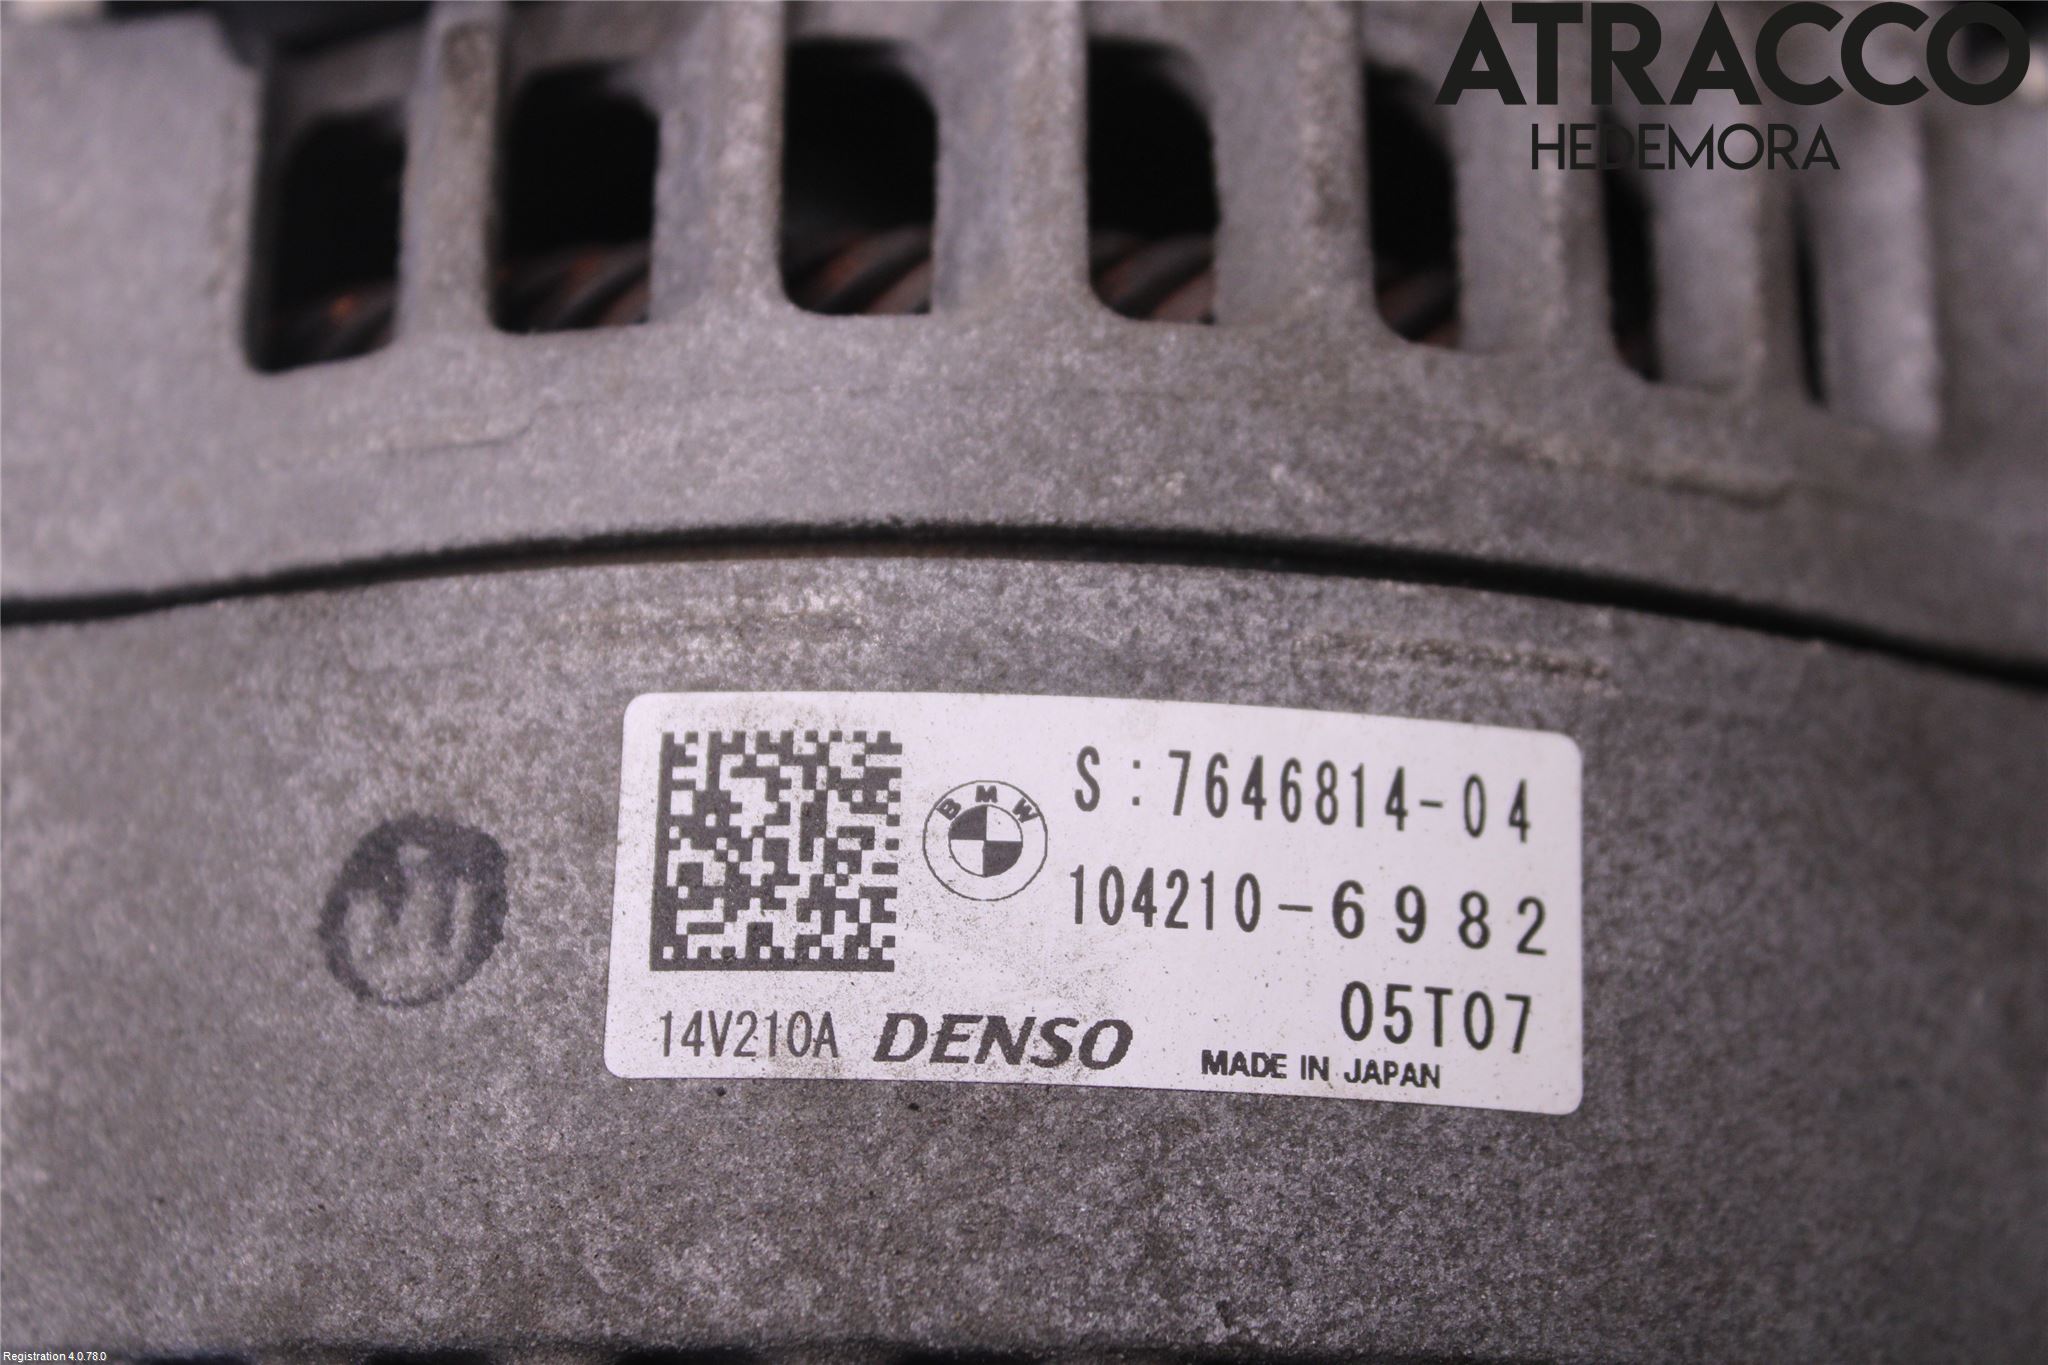 ATRACCO
HEDEMORA
BMW
S:7646814-04
104210-6982
05T07
14V210A DENSO
MADE IN JAPAN
Registration 4.0.78.0